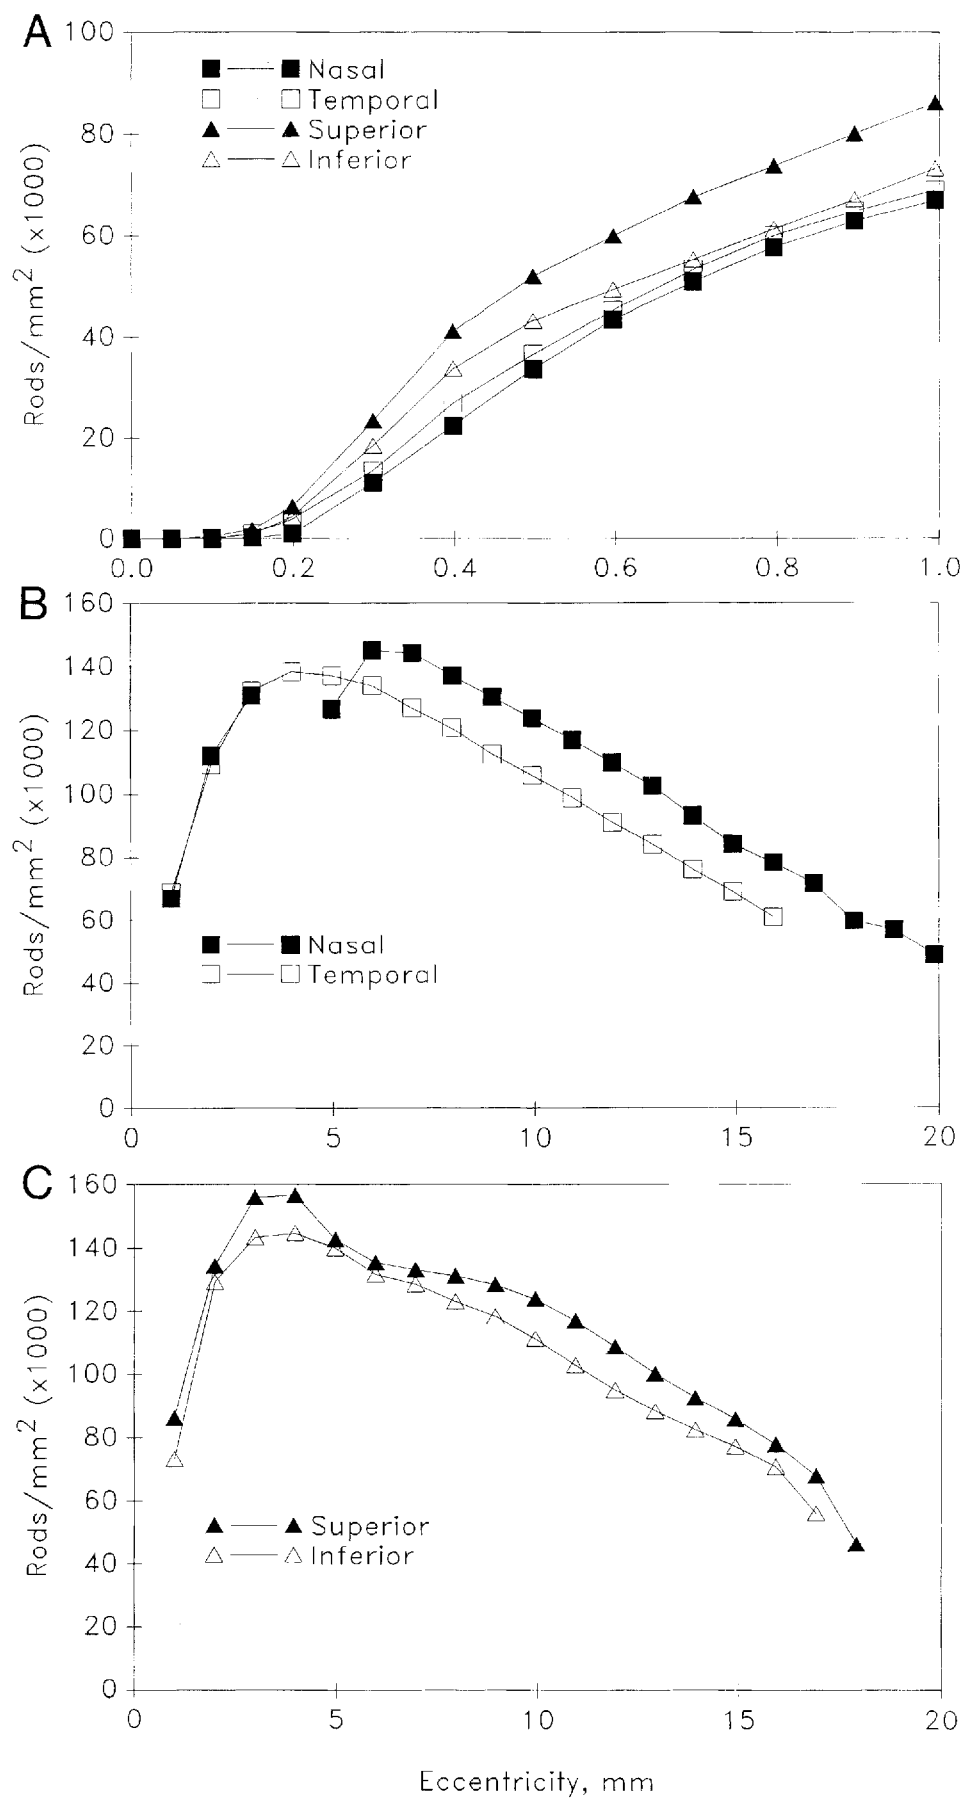 A
100
80
60
40
20
0
Rods/mm² (x1000)
Nasal
Temporal
Superior
Inferior
0.0 0.2 0.4 0.6 0.8 1.0
B
160
140
120
100
80
60
40
20
0
Rods/mm² (x1000)
Nasal
Temporal
0 5 10 15 20
C
160
140
120
100
80
60
40
20
0
Rods/mm² (x1000)
Superior
Inferior
0 5 10 15 20
Eccentricity, mm